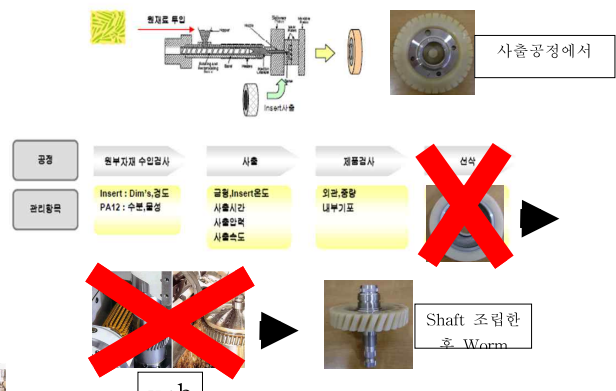 원재료 투입
Insert사출
사출공정에서
공정
원부자재 수입검사
사출
제품검사
선삭
관리항목
Insert : Dim's,경도
PA12 : 수분,물성
금형,Insert온도
사출시간
사출압력
사출속도
외관,중량
내부기포
Shaft 조립한
후 Worm